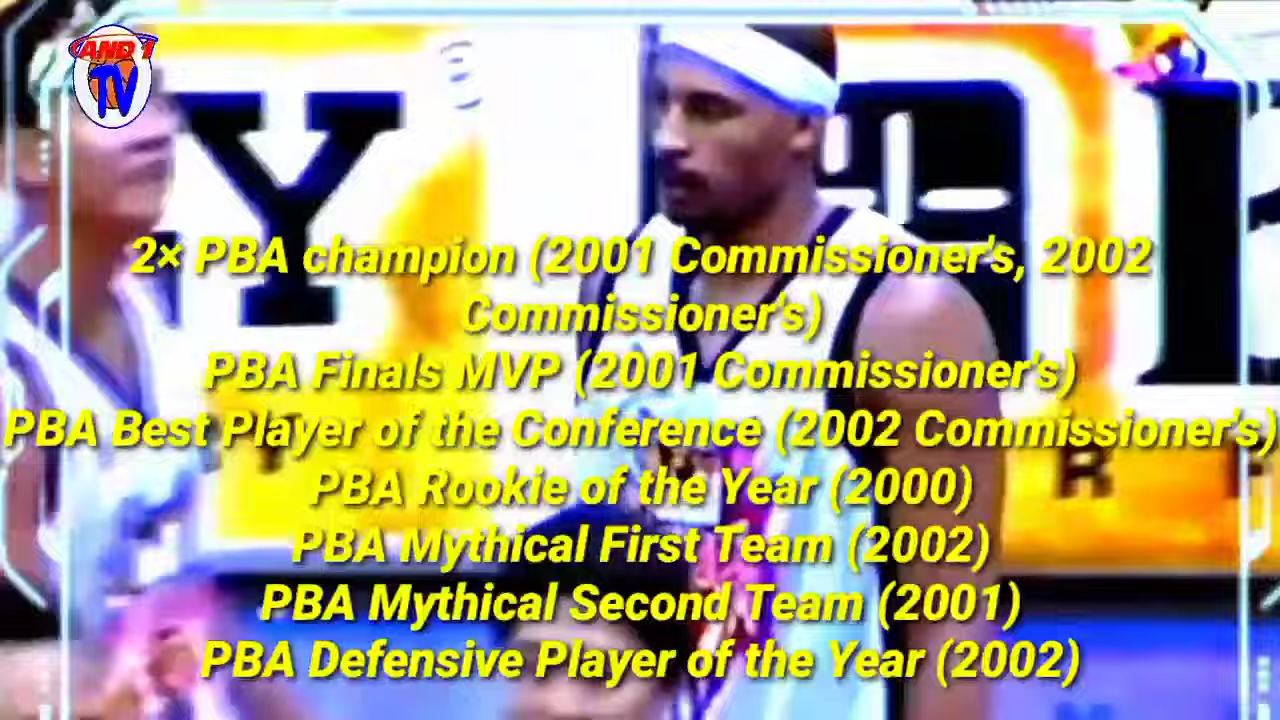 AND 1
TV
Y
2× PBA champion (2001 Commissioner's, 2002
Commissioner's)
PBA Finals MVP (2001 Commissioner's)
PBA Best Player of the Conference (2002 Commissioner's)
PBA Rookie of the Year (2000)
PBA Mythical First Team (2002)
PBA Mythical Second Team (2001)
PBA Defensive Player of the Year (2002)